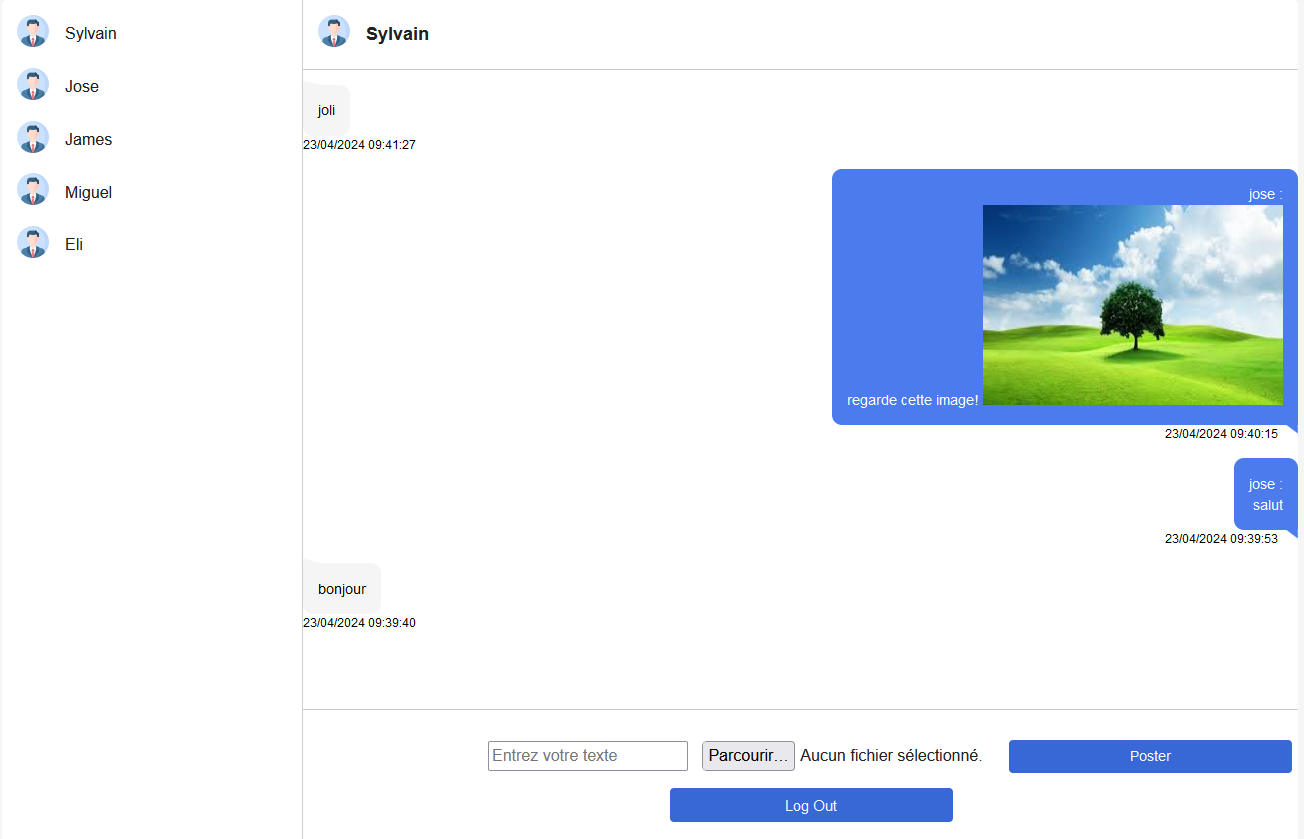 Sylvain
Jose
James
Miguel
Eli
Sylvain
joli
23/04/2024 09:41:27
jose :
regarde cette image!
23/04/2024 09:40:15
jose :
salut
23/04/2024 09:39:53
bonjour
23/04/2024 09:39:40
Entrez votre texte Parcourir... Aucun fichier sélectionné. Poster
Log Out